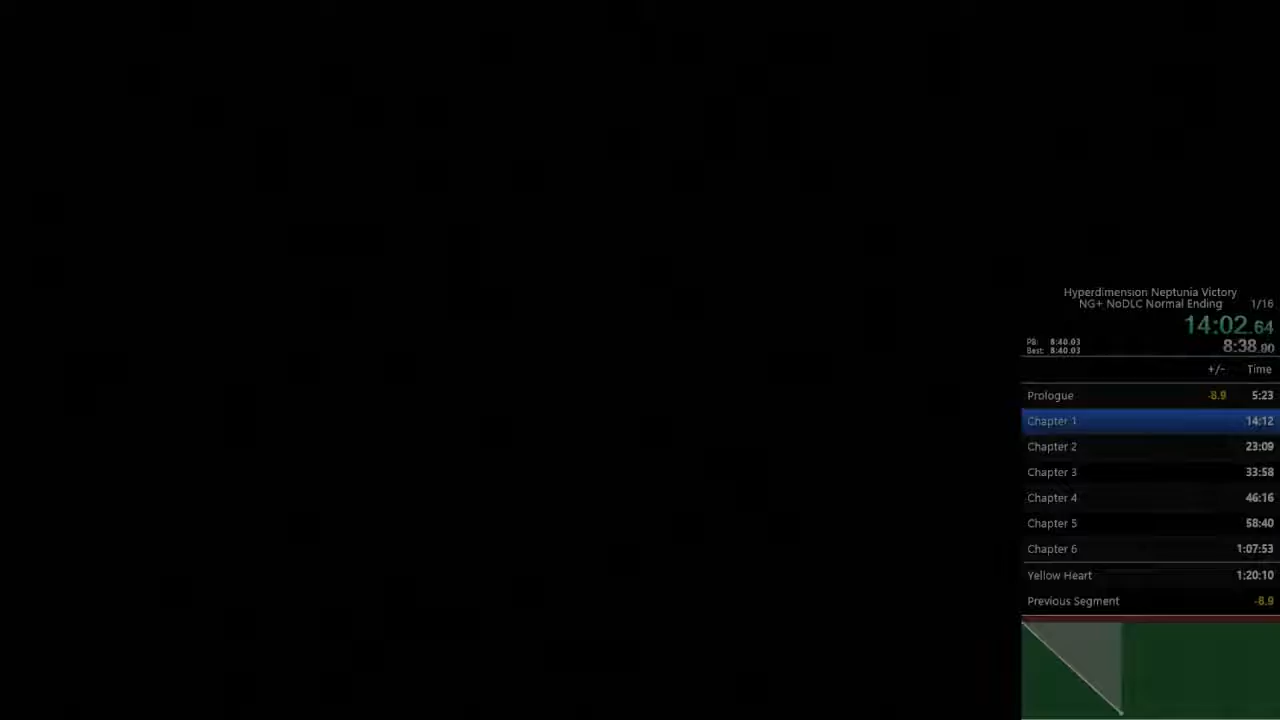 Hyperdimension Neptunia Victory
NG+ NoDLC Normal Ending 1/16
14:02.64
PB: 8:40.03
Best: 8:40.03
8:38.90
+/- Time
Prologue -8.9 5:23
Chapter 1 14:12
Chapter 2 23:09
Chapter 3 33:58
Chapter 4 46:16
Chapter 5 58:40
Chapter 6 1:07:53
Yellow Heart 1:20:10
Previous Segment -8.9